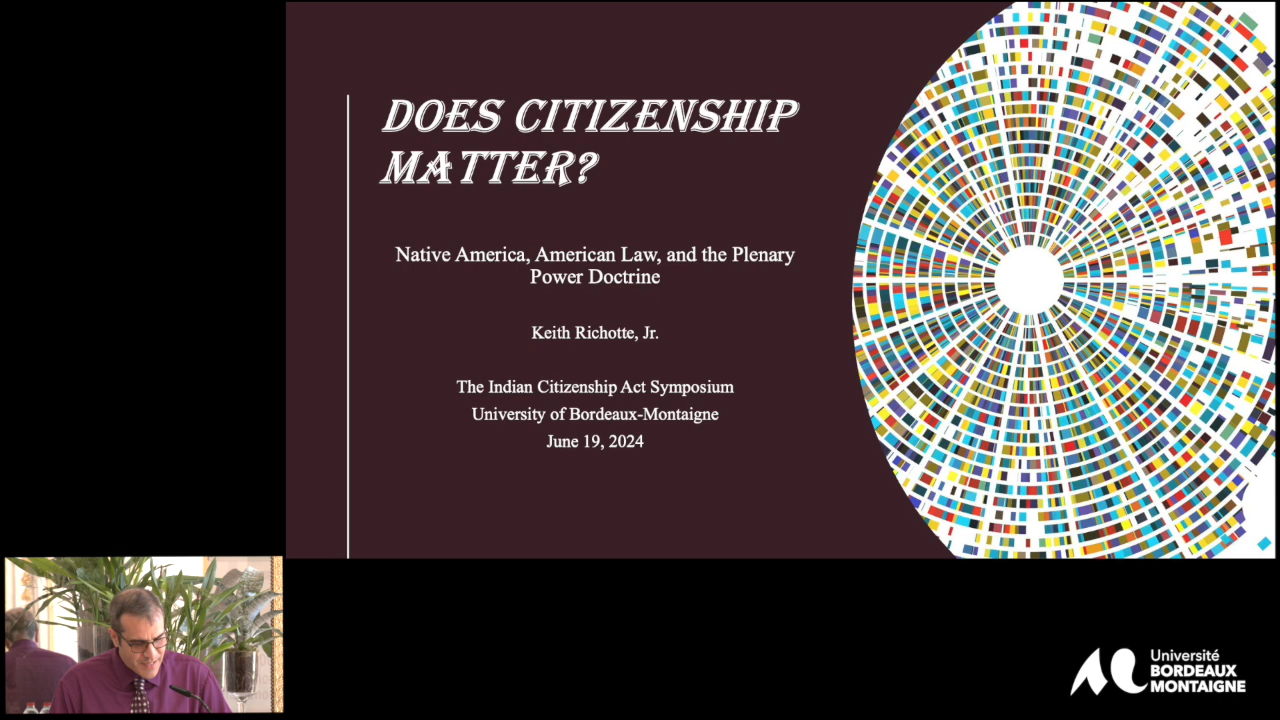 DOES CITIZENSHIP
MATTER?
Native America, American Law, and the Plenary
Power Doctrine
Keith Richotte, Jr.
The Indian Citizenship Act Symposium
University of Bordeaux-Montaigne
June 19, 2024
Université
BORDEAUX
MONTAIGNE